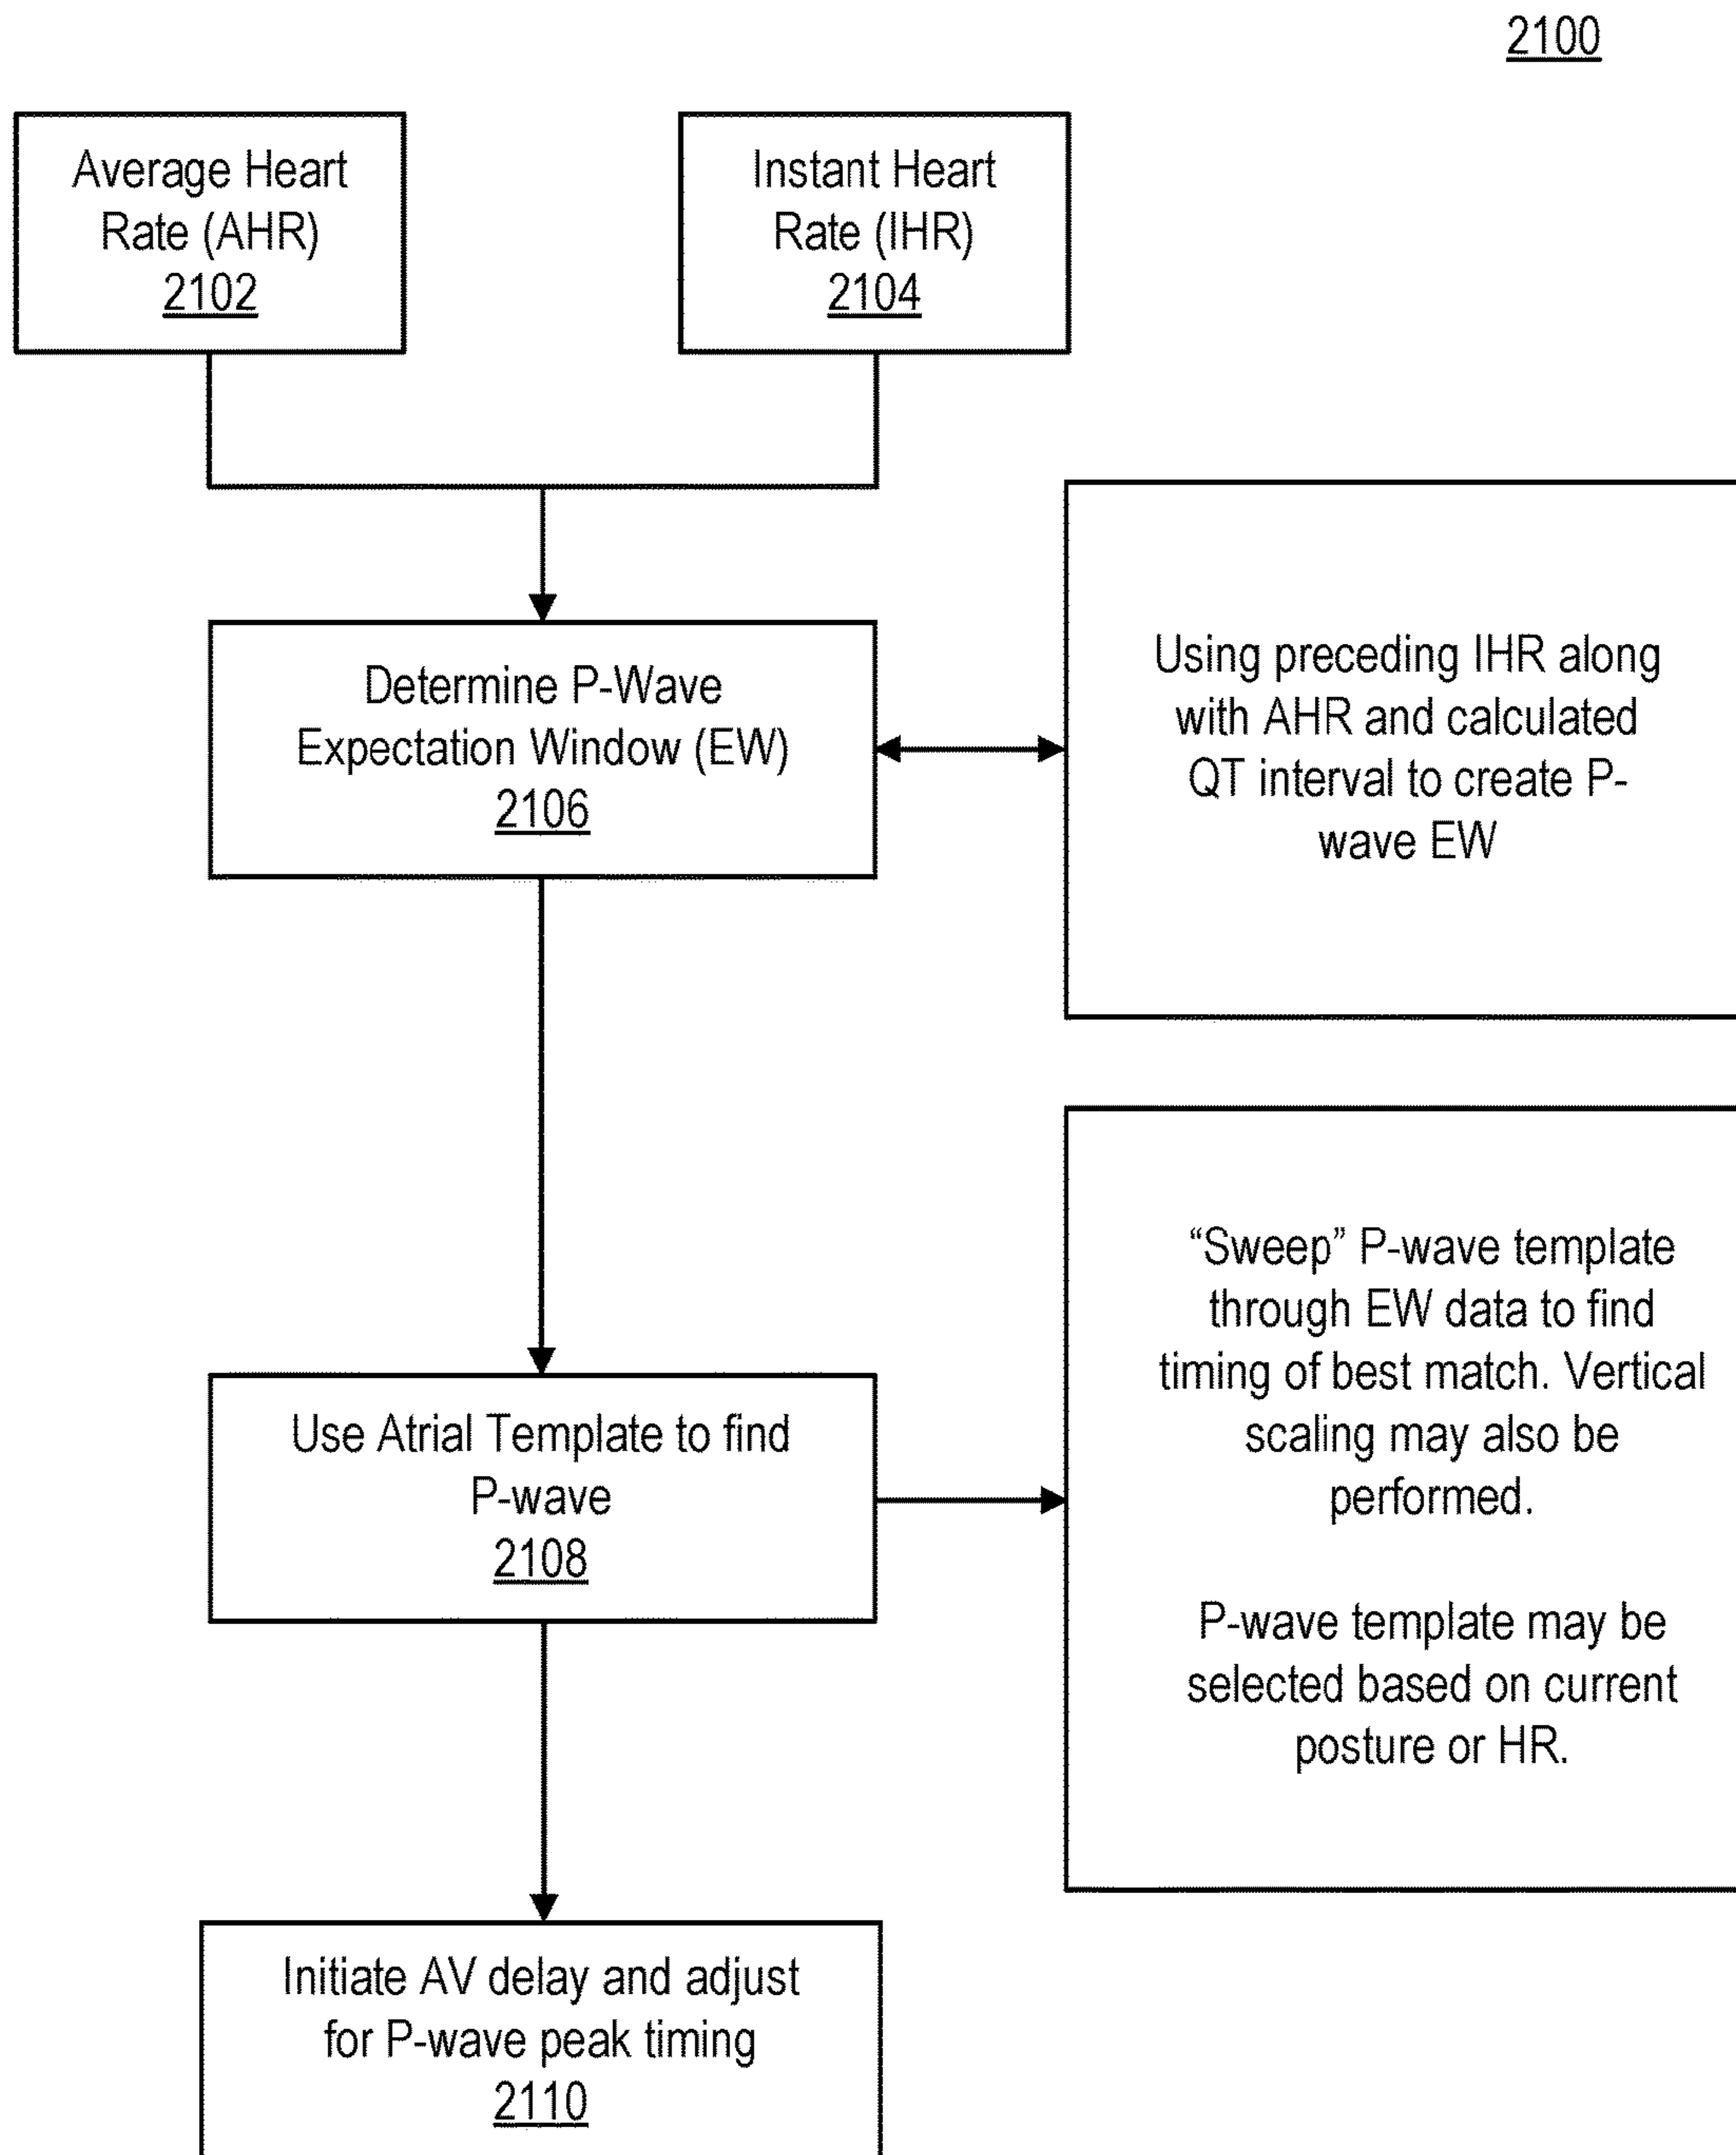 2100
Average Heart
Rate (AHR)
2102
Instant Heart
Rate (IHR)
2104
Determine P-Wave
Expectation Window (EW)
2106
Using preceding IHR along
with AHR and calculated
QT interval to create P-
wave EW
Use Atrial Template to find
P-wave
2108
“Sweep” P-wave template
through EW data to find
timing of best match. Vertical
scaling may also be
performed.
P-wave template may be
selected based on current
posture or HR.
Initiate AV delay and adjust
for P-wave peak timing
2110